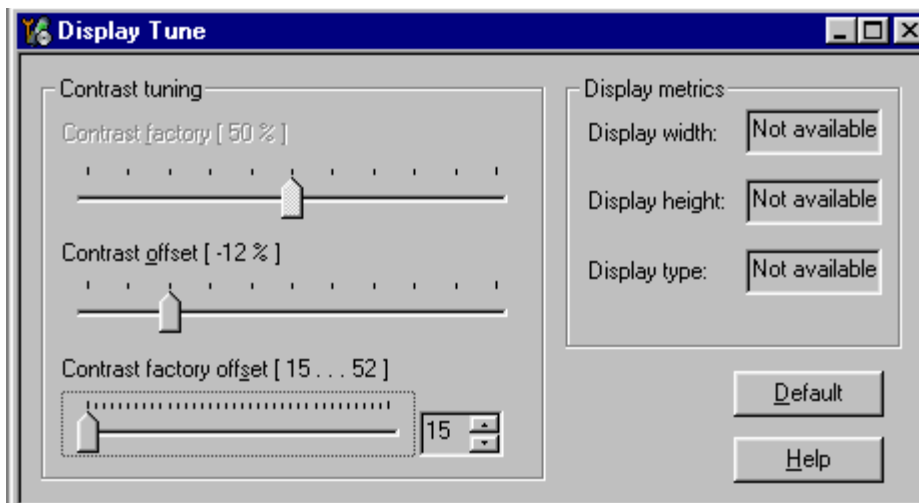 Display Tune
Contrast tuning
Contrast factory [ 50 % ]
Contrast offset [ -12 % ]
Contrast factory offset [ 15 . . . 52 ]
15
Display metrics
Display width: Not available
Display height: Not available
Display type: Not available
Default
Help